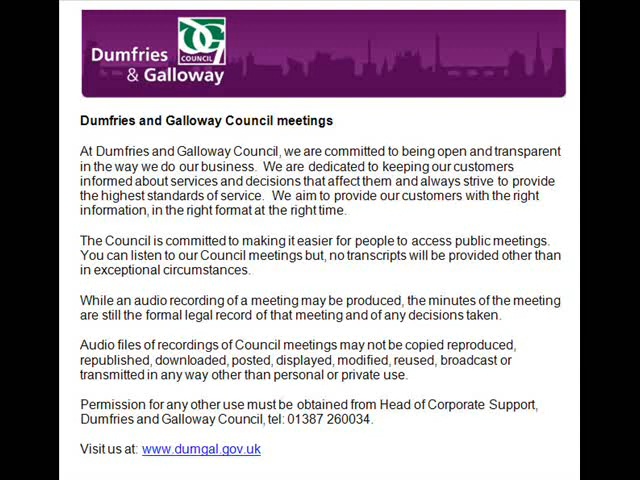 Dumfries
& Galloway
COUNCIL
Dumfries and Galloway Council meetings
At Dumfries and Galloway Council, we are committed to being open and transparent
in the way we do our business.  We are dedicated to keeping our customers
informed about services and decisions that affect them and always strive to provide
the highest standards of service.  We aim to provide our customers with the right
information, in the right format at the right time.
The Council is committed to making it easier for people to access public meetings.
You can listen to our Council meetings but, no transcripts will be provided other than
in exceptional circumstances.
While an audio recording of a meeting may be produced, the minutes of the meeting
are still the formal legal record of that meeting and of any decisions taken.
Audio files of recordings of Council meetings may not be copied reproduced,
republished, downloaded, posted, displayed, modified, reused, broadcast or
transmitted in any way other than personal or private use.
Permission for any other use must be obtained from Head of Corporate Support,
Dumfries and Galloway Council, tel: 01387 260034.
Visit us at: www.dumgal.gov.uk